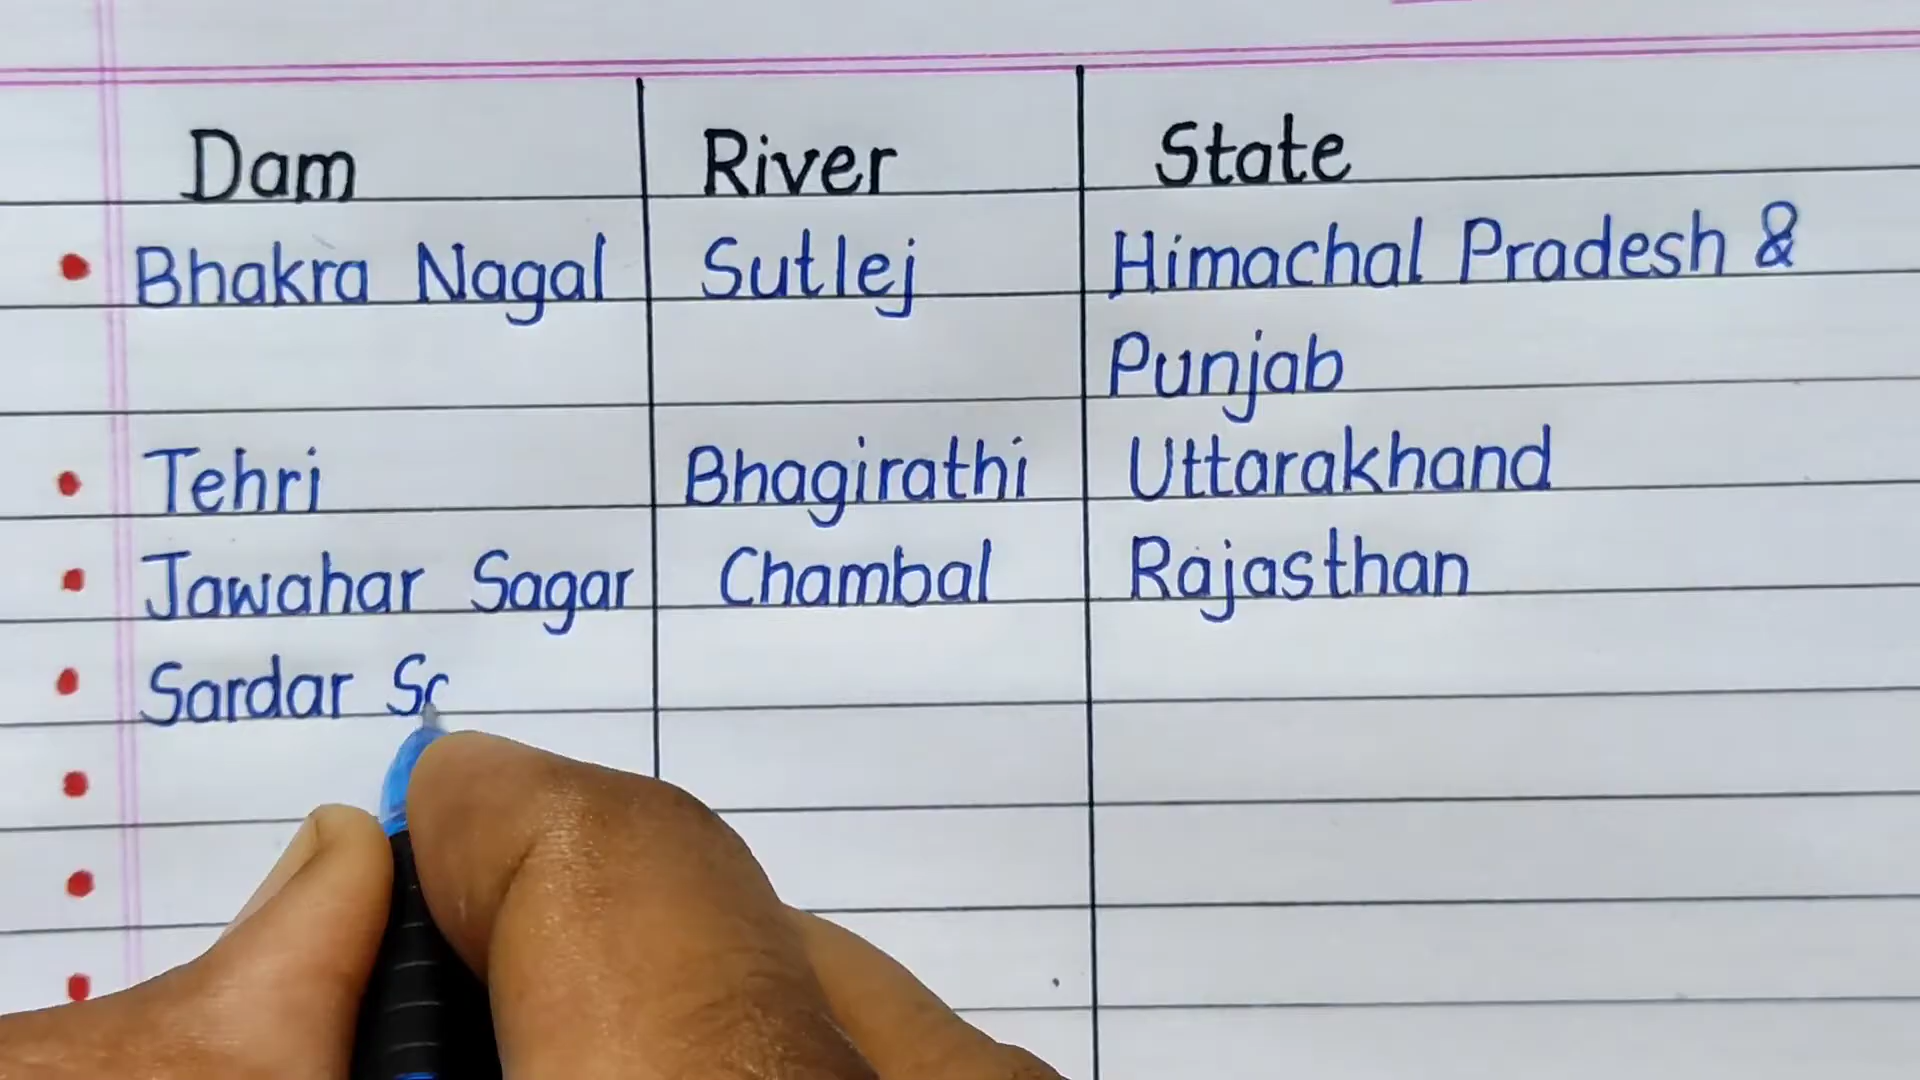 Dam River State
Bhakra Nagal Sutlej Himachal Pradesh &
Punjab
Tehri Bhagirathi Uttarakhand
Jawahar Sagar Chambal Rajasthan
Sardar